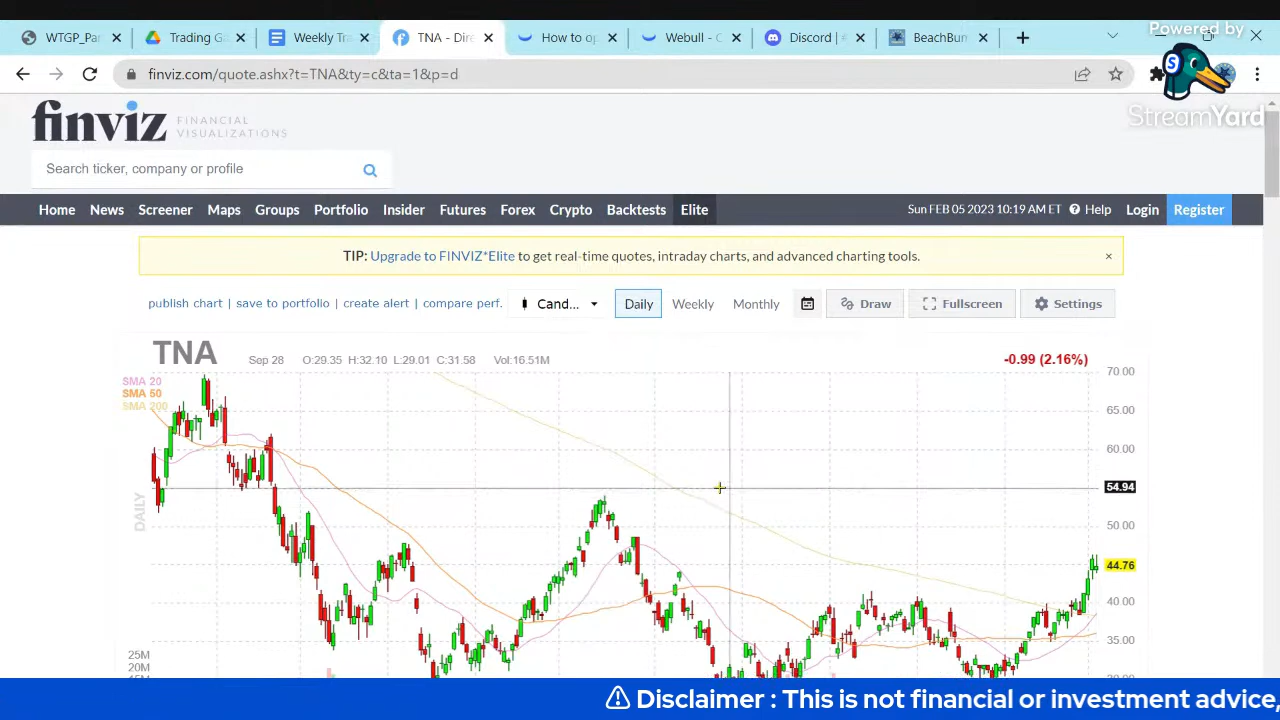 Powered by
WTGP_Par
Trading G
Weekly Tr
TNA - Dire
How to op
Webull - C
Discord | #
BeachBun
finviz.com/quote.ashx?t=TNA&ty=c&ta=1&p=d
StreamYard
finviz FINANCIAL VISUALIZATIONS
Search ticker, company or profile
Home News Screener Maps Groups Portfolio Insider Futures Forex Crypto Backtests Elite Sun FEB 05 2023 10:19 AM ET Help Login Register
TIP: Upgrade to FINVIZ*Elite to get real-time quotes, intraday charts, and advanced charting tools. ×
publish chart | save to portfolio | create alert | compare perf. Cand... Daily Weekly Monthly Draw Fullscreen Settings
TNA Sep 28 O:29.35 H:32.10 L:29.01 C:31.58 Vol:16.51M -0.99 (2.16%)
SMA 20
SMA 50
SMA 200
DAILY
70.00
65.00
60.00
54.94
50.00
44.76
40.00
35.00
25M
20M
Disclaimer : This is not financial or investment advice,